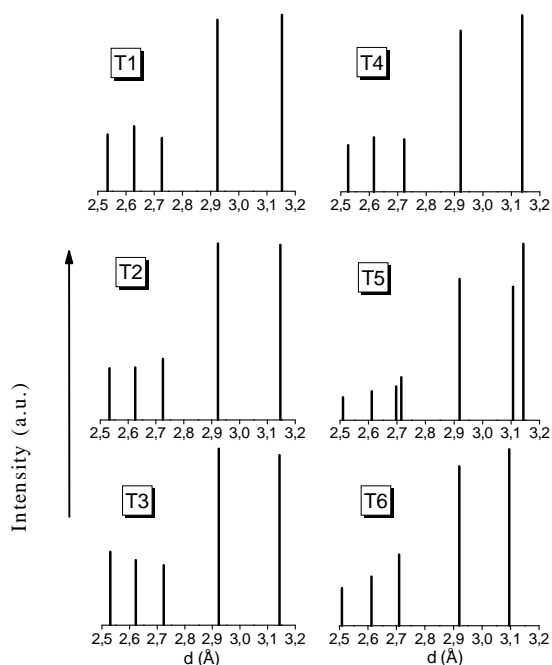 T1
2,5 2,6 2,7 2,8 2,9 3,0 3,1 3,2
T4
2,5 2,6 2,7 2,8 2,9 3,0 3,1 3,2
T2
2,5 2,6 2,7 2,8 2,9 3,0 3,1 3,2
T5
2,5 2,6 2,7 2,8 2,9 3,0 3,1 3,2
Intensity (a.u.)
T3
2,5 2,6 2,7 2,8 2,9 3,0 3,1 3,2
d (Å)
T6
2,5 2,6 2,7 2,8 2,9 3,0 3,1 3,2
d (Å)